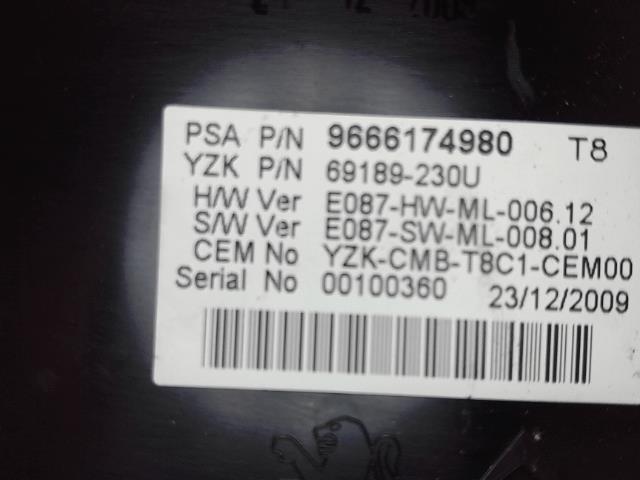 PSA P/N 9666174980 T8
YZK P/N 69189-230U
H/W Ver E087-HW-ML-006.12
S/W Ver E087-SW-ML-008.01
CEM No YZK-CMB-T8C1-CEM00
Serial No 00100360 23/12/2009